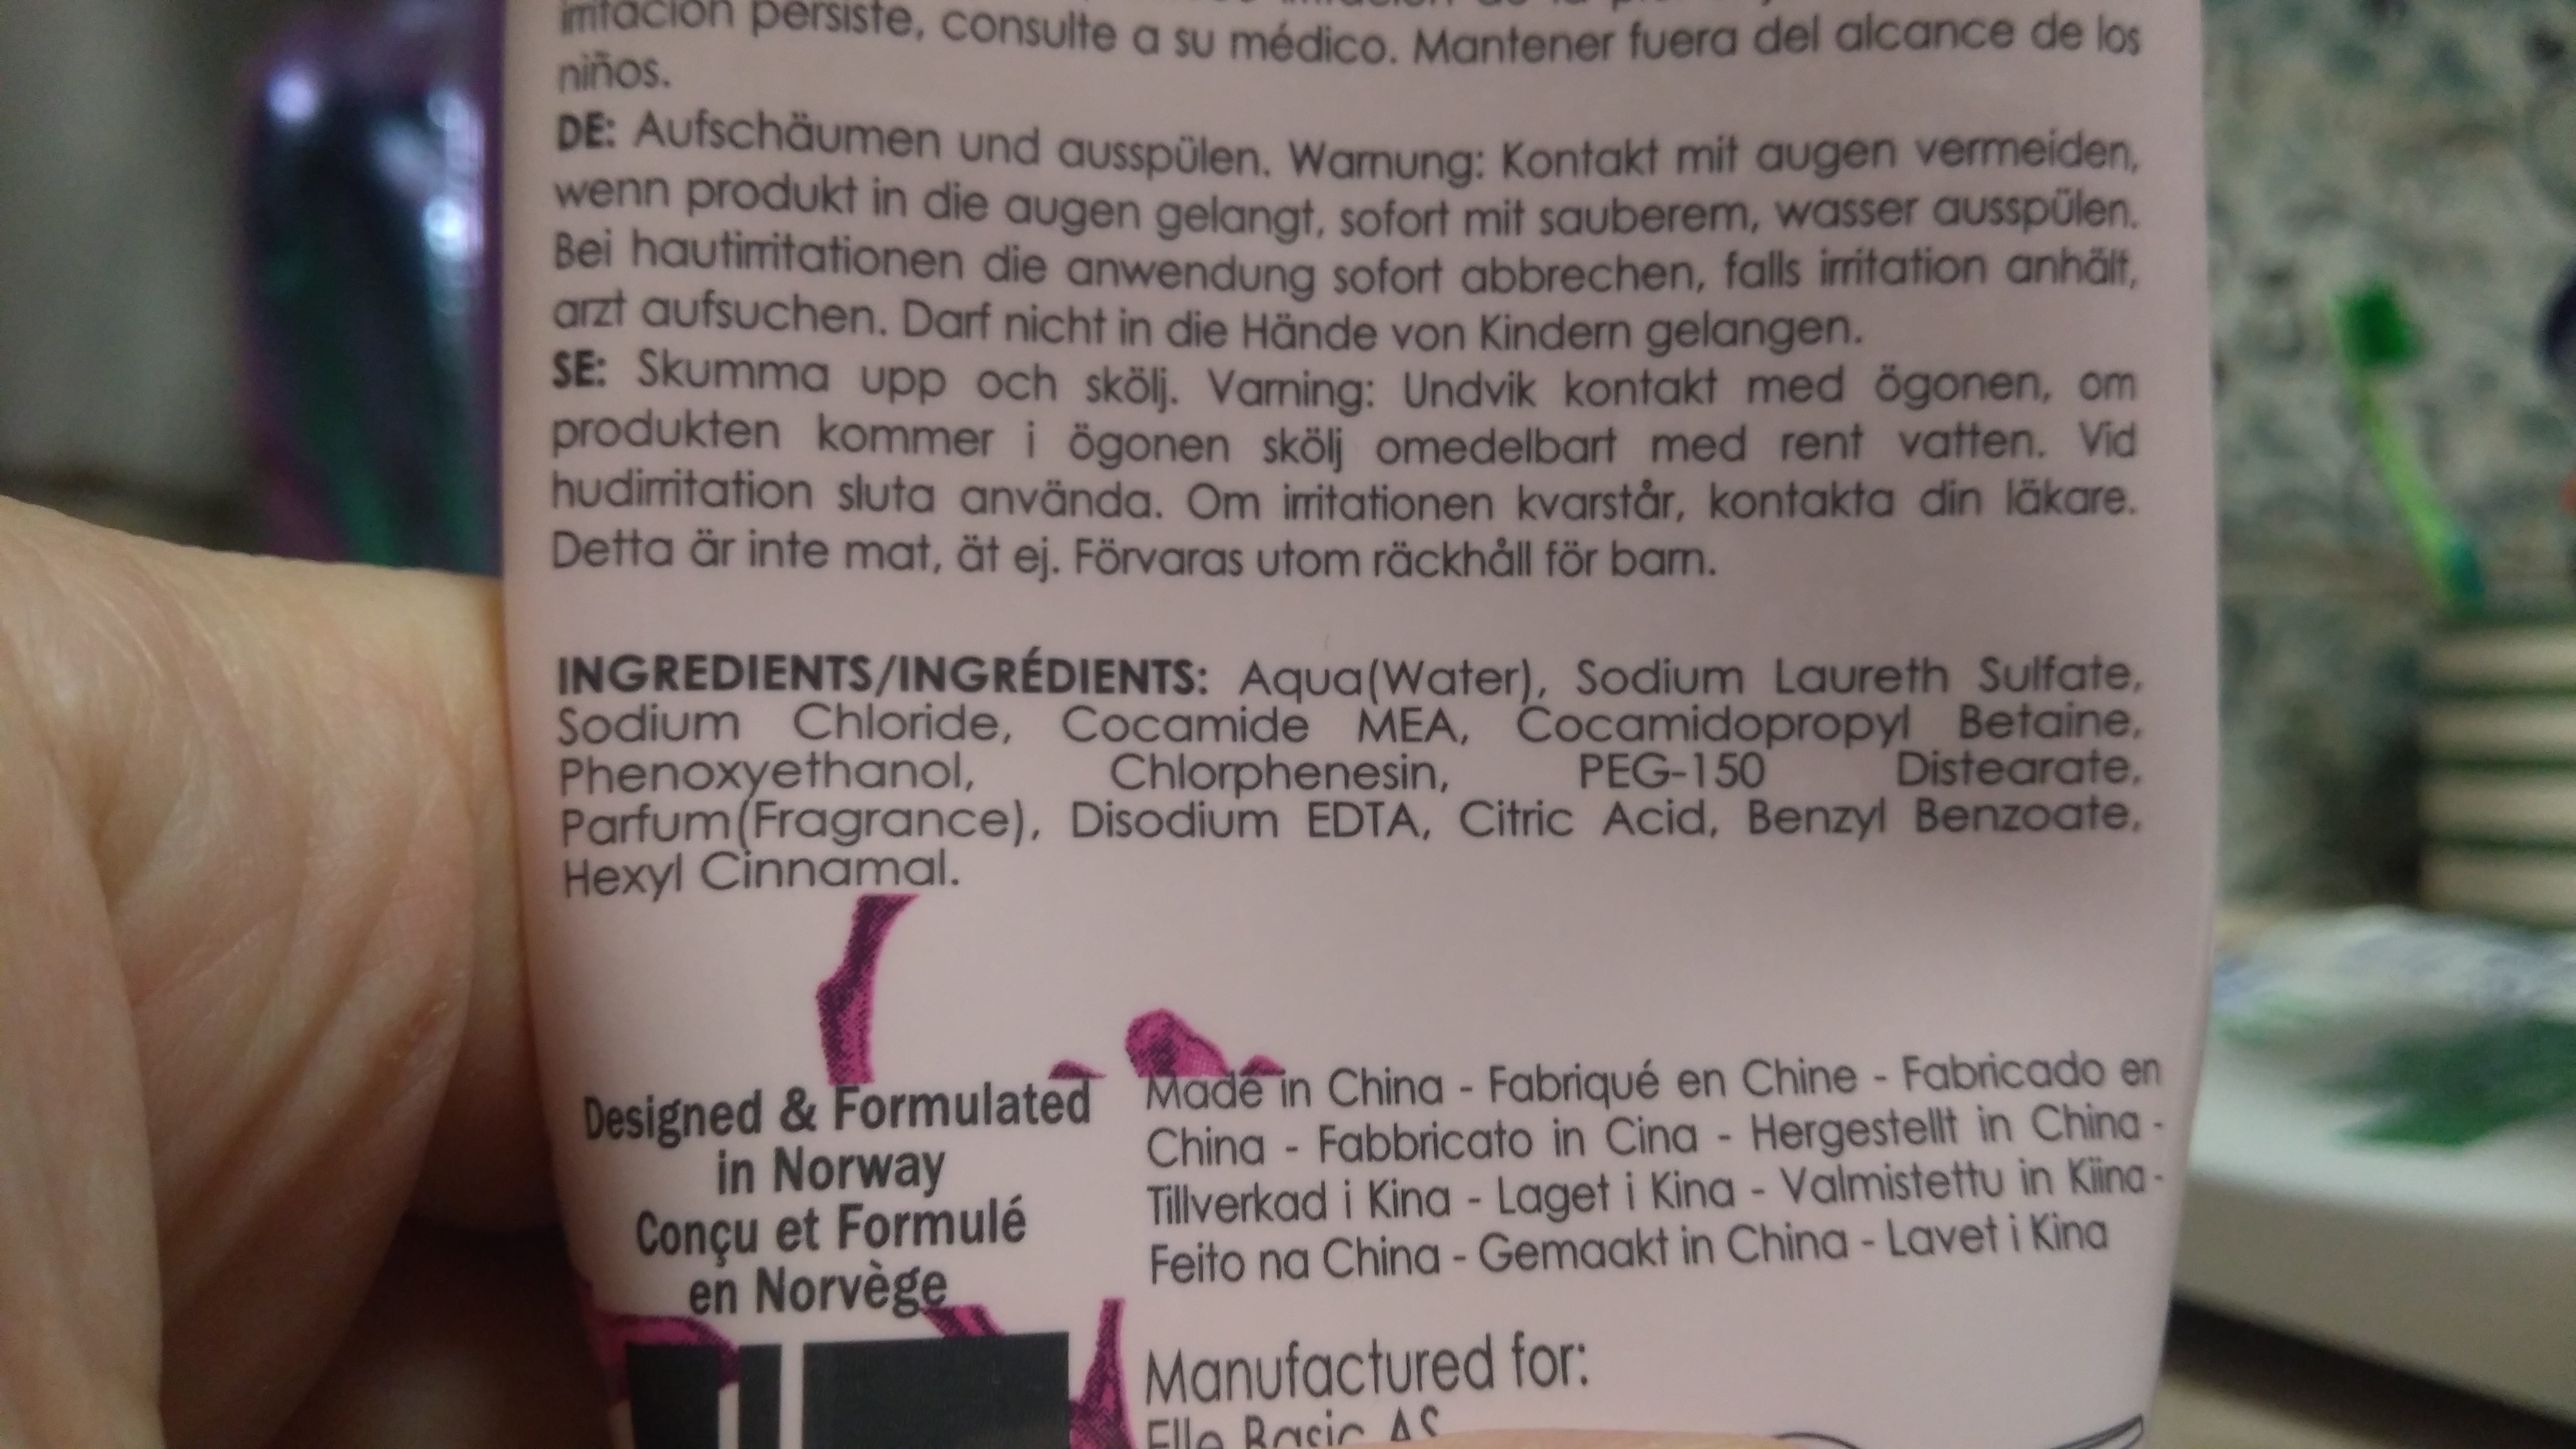 irritación persiste, consulte a su médico. Mantener fuera del alcance de los
niños.
DE: Aufschäumen und ausspülen. Warnung: Kontakt mit augen vermeiden,
wenn produkt in die augen gelangt, sofort mit sauberem, wasser ausspülen.
Bei hautirritationen die anwendung sofort abbrechen, falls irritation anhält,
arzt aufsuchen. Darf nicht in die Hände von Kindern gelangen.
SE: Skumma upp och skölj. Varning: Undvik kontakt med ögonen, om
produkten kommer i ögonen skölj omedelbart med rent vatten. Vid
hudirritation sluta använda. Om irritationen kvarstår, kontakta din läkare.
Detta är inte mat, ät ej. Förvaras utom räckhåll för barn.
INGREDIENTS/INGRÉDIENTS: Aqua(Water), Sodium Laureth Sulfate,
Sodium Chloride, Cocamide MEA, Cocamidopropyl Betaine,
Phenoxyethanol, Chlorphenesin, PEG-150 Distearate,
Parfum(Fragrance), Disodium EDTA, Citric Acid, Benzyl Benzoate,
Hexyl Cinnamal.
Designed & Formulated
in Norway
Conçu et Formulé
en Norvège
Made in China - Fabriqué en Chine - Fabricado en
China - Fabbricato in Cina - Hergestellt in China -
Tillverkad i Kina - Laget i Kina - Valmistettu in Kiina -
Feito na China - Gemaakt in China - Lavet i Kina
Manufactured for:
Elle Basic AS